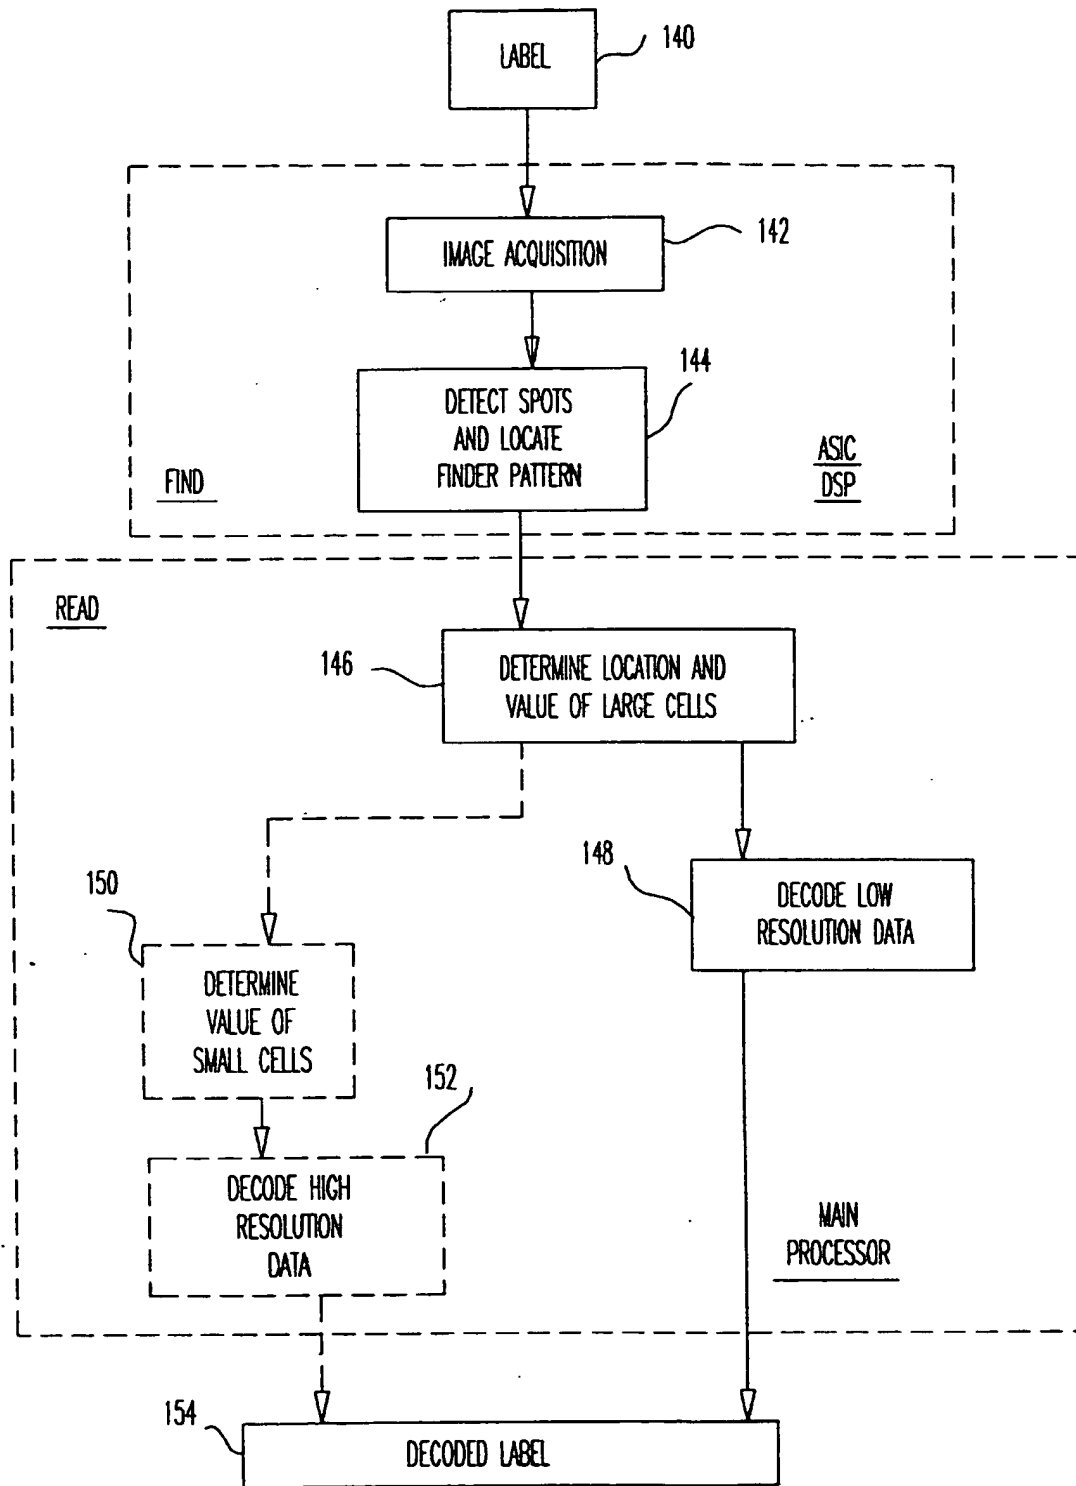 LABEL
140
IMAGE ACQUISITION
142
DETECT SPOTS
AND LOCATE
FINDER PATTERN
144
FIND
ASIC
DSP
READ
146
DETERMINE LOCATION AND
VALUE OF LARGE CELLS
148
DECODE LOW
RESOLUTION DATA
150
DETERMINE
VALUE OF
SMALL CELLS
152
DECODE HIGH
RESOLUTION
DATA
MAIN
PROCESSOR
154
DECODED LABEL